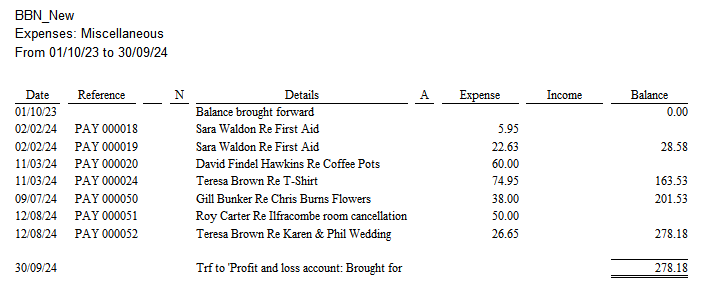 BBN_New
Expenses: Miscellaneous
From 01/10/23 to 30/09/24
Date Reference N Details A Expense Income Balance
01/10/23 Balance brought forward 0.00
02/02/24 PAY 000018 Sara Waldon Re First Aid 5.95
02/02/24 PAY 000019 Sara Waldon Re First Aid 22.63 28.58
11/03/24 PAY 000020 David Findel Hawkins Re Coffee Pots 60.00
11/03/24 PAY 000024 Teresa Brown Re T-Shirt 74.95 163.53
09/07/24 PAY 000050 Gill Bunker Re Chris Burns Flowers 38.00 201.53
12/08/24 PAY 000051 Roy Carter Re Ilfracombe room cancellation 50.00
12/08/24 PAY 000052 Teresa Brown Re Karen & Phil Wedding 26.65 278.18
30/09/24 Trf to 'Profit and loss account: Brought for 278.18